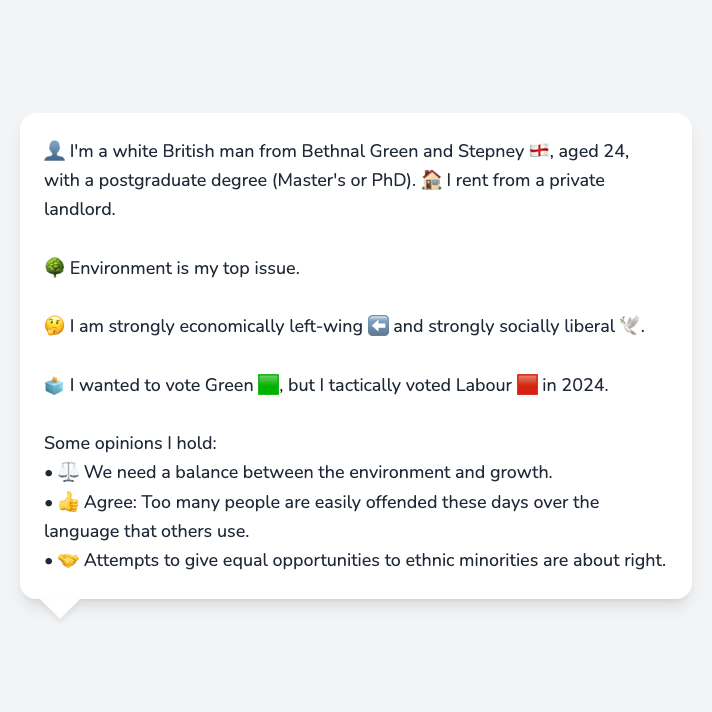 👤 I'm a white British man from Bethnal Green and Stepney 🏴󠁧󠁢󠁥󠁮󠁧󠁿, aged 24,
with a postgraduate degree (Master's or PhD). 🏠 I rent from a private
landlord.
🌳 Environment is my top issue.
🤔 I am strongly economically left-wing ⬅️ and strongly socially liberal 🕊️.
🗳️ I wanted to vote Green 🟩, but I tactically voted Labour 🟥 in 2024.
Some opinions I hold:
• ⚖️ We need a balance between the environment and growth.
• 👍 Agree: Too many people are easily offended these days over the
language that others use.
• 🤝 Attempts to give equal opportunities to ethnic minorities are about right.